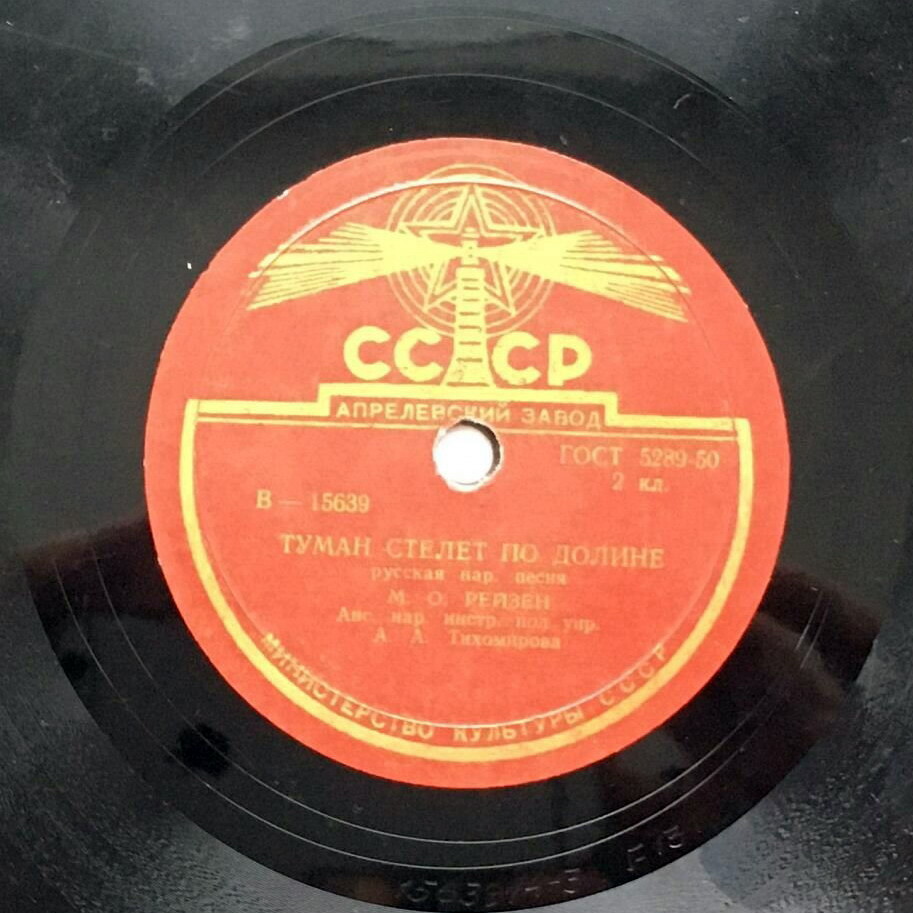 СССР
АПРЕЛЕВСКИЙ ЗАВОД
ГОСТ 5289-50
2 кл.
В — 15639
ТУМАН СТЕЛЕТ ПО ДОЛИНЕ
русская нар. песня
М. О. РЕЙЗЕН
Анс. нар. инстр. под упр.
А. А. Тихомирова
МИНИСТЕРСТВО КУЛЬТУРЫ СССР